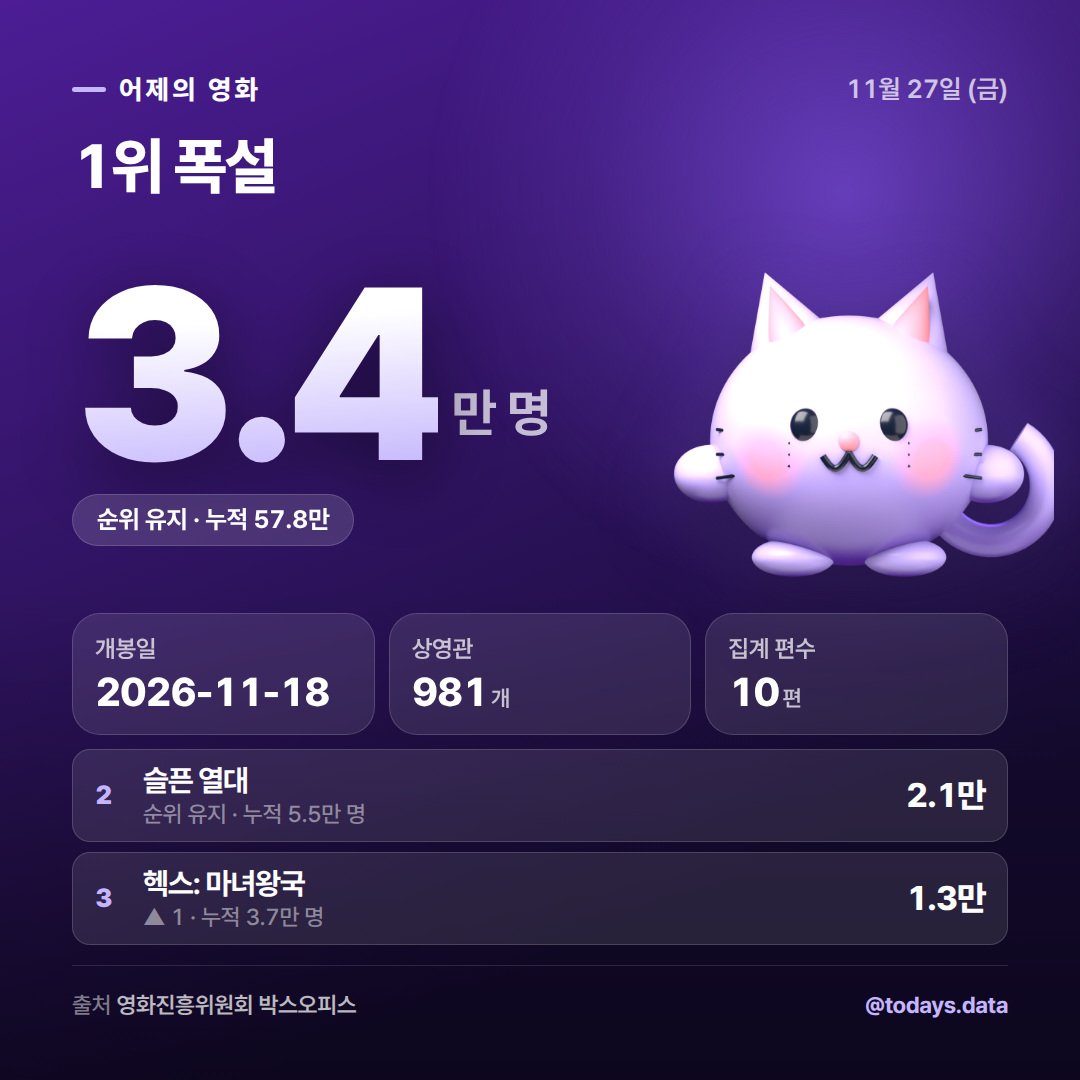 어제의 영화
11월 27일 (금)
1위 폭설
3.4만 명
순위 유지 · 누적 57.8만
개봉일
2026-11-18
상영관
981개
집계 편수
10편
2
슬픈 열대
순위 유지 · 누적 5.5만 명
2.1만
3
헥스: 마녀왕국
▲ 1 · 누적 3.7만 명
1.3만
출처 영화진흥위원회 박스오피스
@todays.data